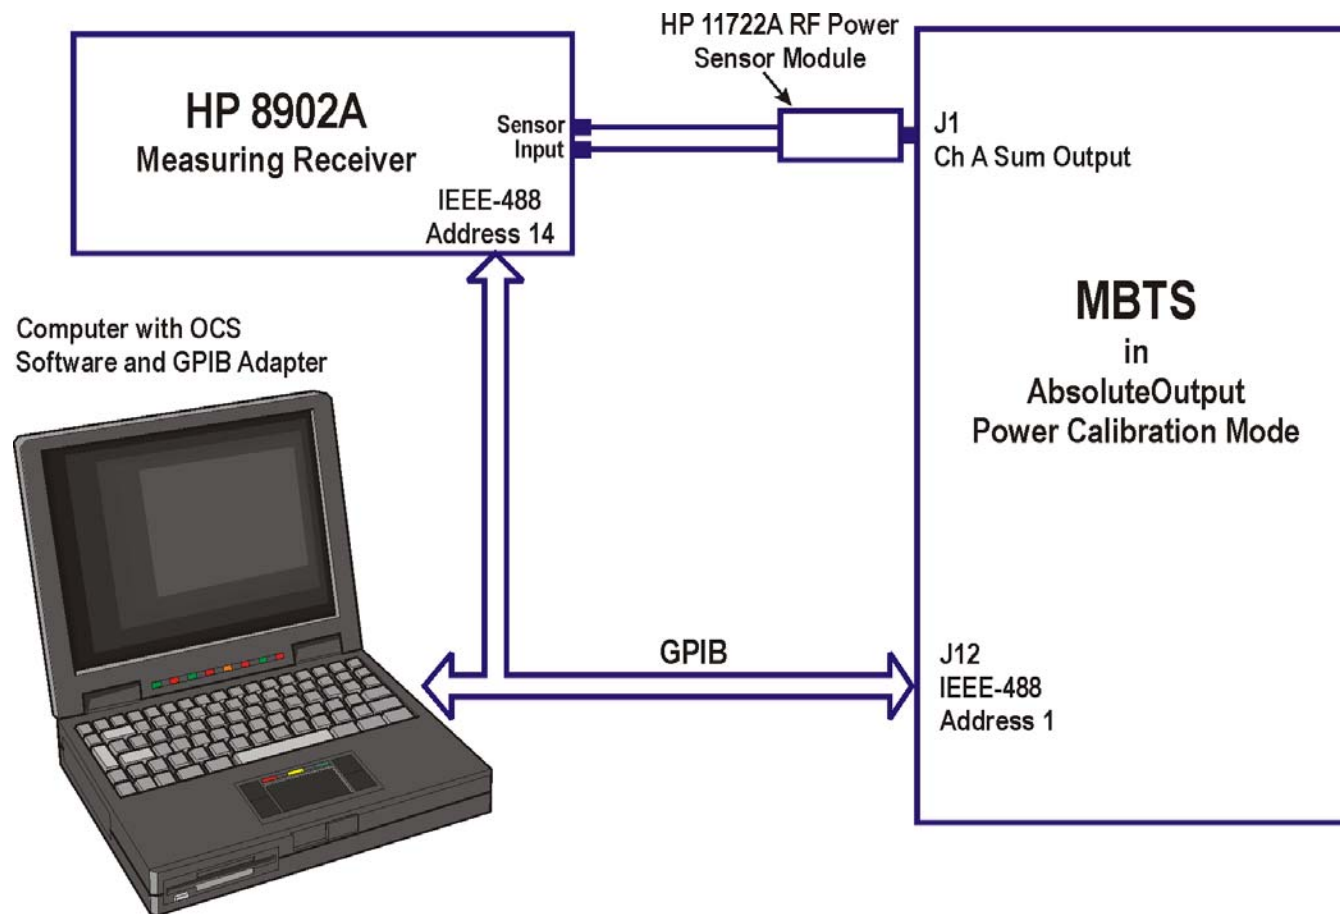 HP 11722A RF Power
Sensor Module
HP 8902A
Measuring Receiver
Sensor
Input
IEEE-488
Address 14
J1
Ch A Sum Output
MBTS
in
AbsoluteOutput
Power Calibration Mode
Computer with OCS
Software and GPIB Adapter
GPIB
J12
IEEE-488
Address 1